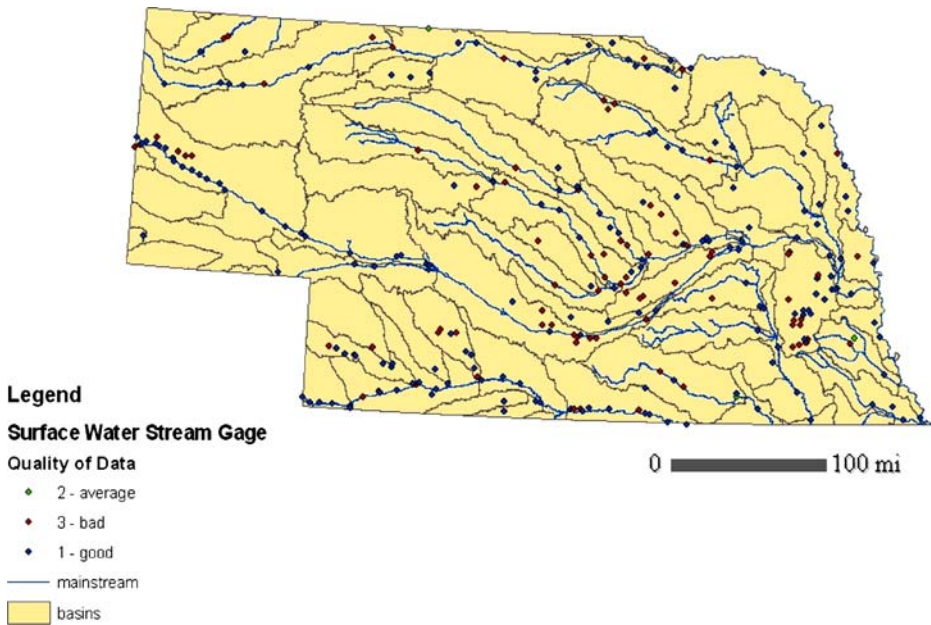 Legend
Surface Water Stream Gage
Quality of Data
2 - average
3 - bad
1 - good
mainstream
basins
0 100 mi